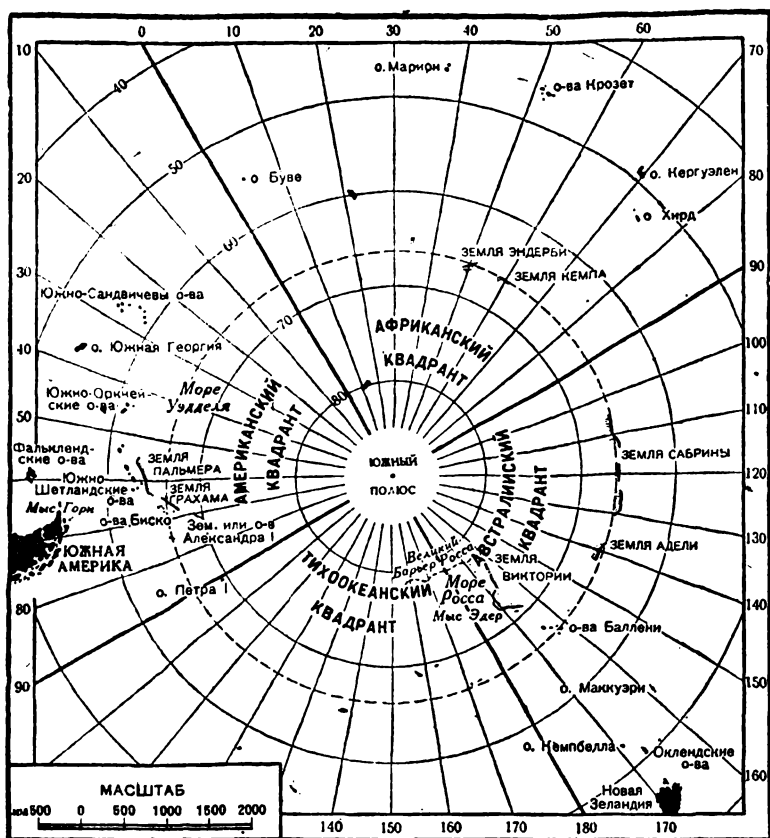 0 10 20 30 40 50 60
10
70
40
о. Марион
о-ва Крозет
50
20
о. Буве
о. Кергуэлен
80
о. Хирд
60
30
ЗЕМЛЯ ЭНДЕРБИ
ЗЕМЛЯ КЕМПА
90
Южно-Сандвичевы о-ва
70
АФРИКАНСКИЙ
КВАДРАНТ
100
40
о. Южная Георгия
80
Море
Уэдделя
Южно-Оркней-
ские о-ва
АМЕРИКАНСКИЙ
КВАДРАНТ
110
50
Фалькленд-
ские о-ва
ЗЕМЛЯ
ПАЛЬМЕРА
ЮЖНЫЙ
ПОЛЮС
АВСТРАЛИЙСКИЙ
КВАДРАНТ
ЗЕМЛЯ САБРИНЫ
120
Южно
Шетландские
о-ва
ЗЕМЛЯ
ГРАХАМА
Мыс Горн
о-ва Биско
Зем. или о-в
Александра I
130
ЮЖНАЯ
АМЕРИКА
Великий
Барьер Росса
ЗЕМЛЯ
ВИКТОРИИ
ЗЕМЛЯ АДЕЛИ
ТИХООКЕАНСКИЙ
КВАДРАНТ
Море
Росса
Мыс Эдер
о. Петра I
80
140
о-ва Баллени
90
150
о. Маккуэри
о. Кемпбелла
Оклендские
о-ва
160
МАСШТАБ
500 0 500 1000 1500 2000
Новая
Зеландия
140 150 160 170 180 170